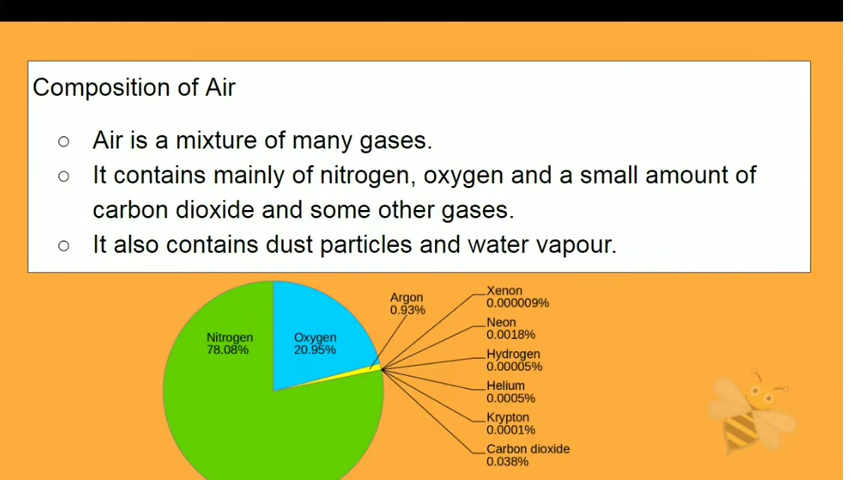 Composition of Air
○ Air is a mixture of many gases.
○ It contains mainly of nitrogen, oxygen and a small amount of
carbon dioxide and some other gases.
○ It also contains dust particles and water vapour.
Nitrogen
78.08%
Oxygen
20.95%
Argon
0.93%
Xenon
0.000009%
Neon
0.0018%
Hydrogen
0.00005%
Helium
0.0005%
Krypton
0.0001%
Carbon dioxide
0.038%